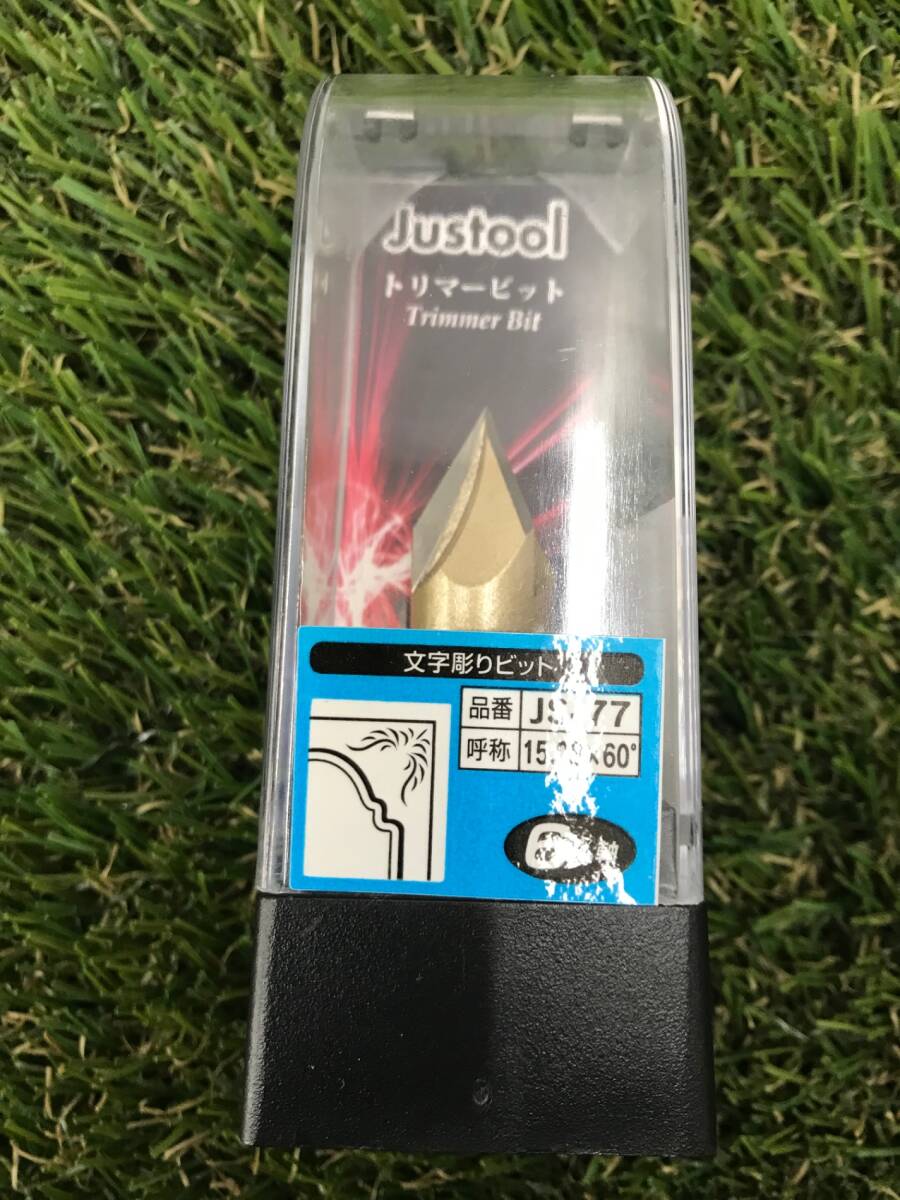 Justool
トリマービット
Trimmer Bit
文字彫りビット
品番
呼称
60°